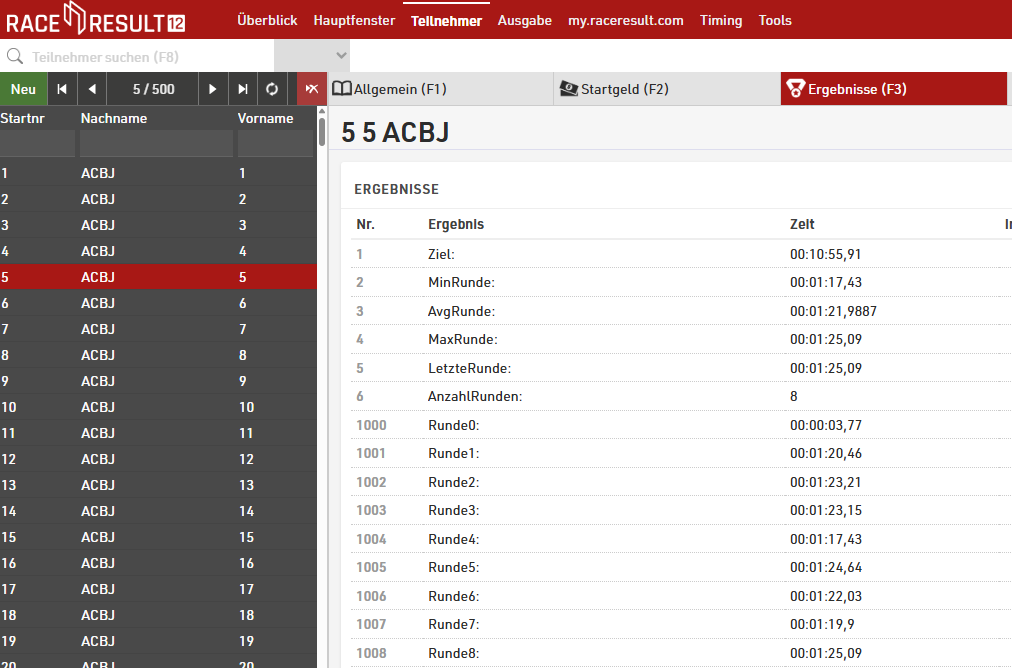 RACE RESULT 12 Überblick Hauptfenster Teilnehmer Ausgabe my.raceresult.com Timing Tools
Teilnehmer suchen (F8)
Neu 5 / 500 Allgemein (F1) Startgeld (F2) Ergebnisse (F3)
Startnr Nachname Vorname
5 5 ACBJ
ERGEBNISSE
1 ACBJ 1
2 ACBJ 2
3 ACBJ 3
4 ACBJ 4
5 ACBJ 5
6 ACBJ 6
7 ACBJ 7
8 ACBJ 8
9 ACBJ 9
10 ACBJ 10
11 ACBJ 11
12 ACBJ 12
13 ACBJ 13
14 ACBJ 14
15 ACBJ 15
16 ACBJ 16
17 ACBJ 17
18 ACBJ 18
19 ACBJ 19
20 ACBJ 20
Nr. Ergebnis Zeit
1 Ziel: 00:10:55,91
2 MinRunde: 00:01:17,43
3 AvgRunde: 00:01:21,9887
4 MaxRunde: 00:01:25,09
5 LetzteRunde: 00:01:25,09
6 AnzahlRunden: 8
1000 Runde0: 00:00:03,77
1001 Runde1: 00:01:20,46
1002 Runde2: 00:01:23,21
1003 Runde3: 00:01:23,15
1004 Runde4: 00:01:17,43
1005 Runde5: 00:01:24,64
1006 Runde6: 00:01:22,03
1007 Runde7: 00:01:19,9
1008 Runde8: 00:01:25,09